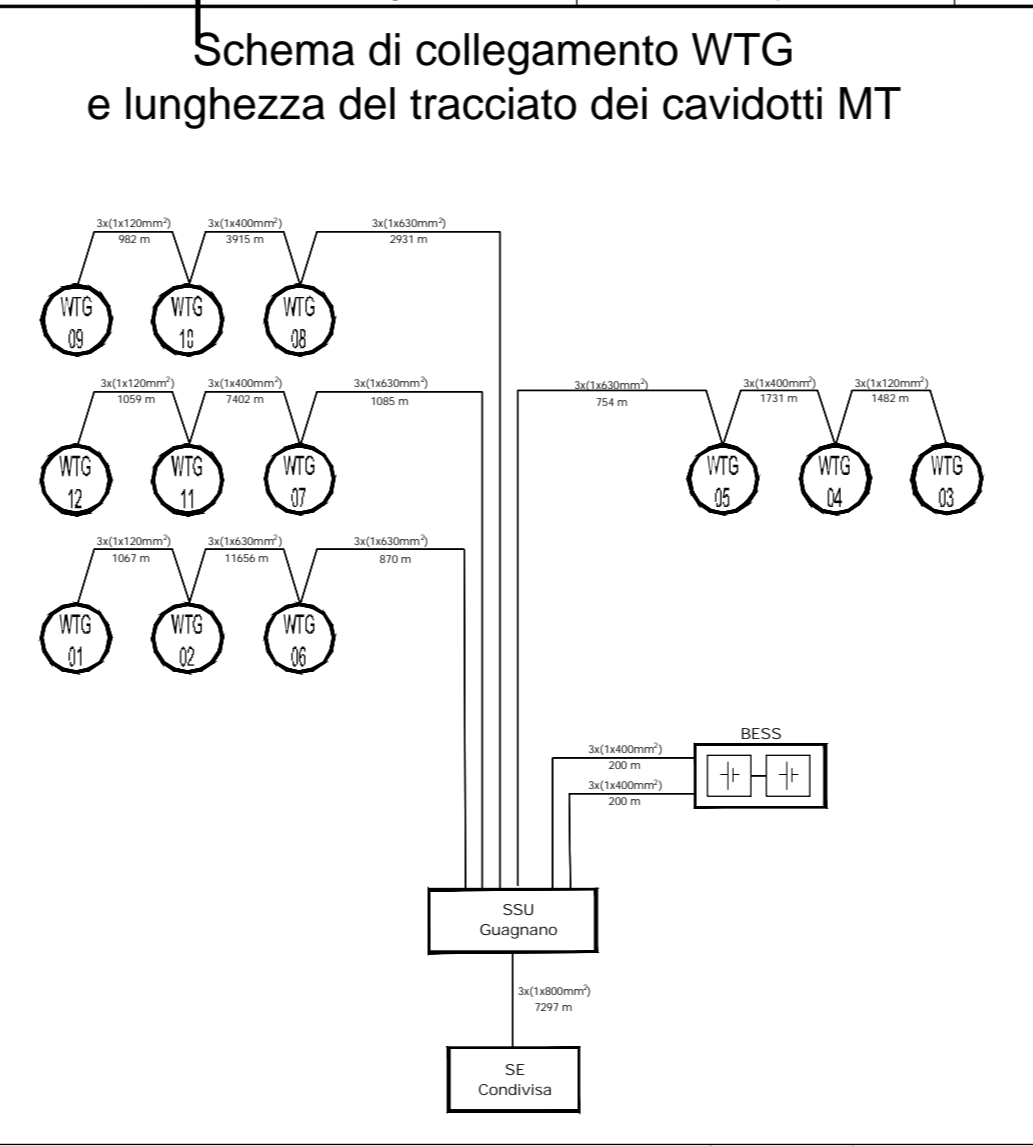 Schema di collegamento WTG
e lunghezza del tracciato dei cavidotti MT
3x(1x120mm²)
982 m
3x(1x400mm²)
3915 m
3x(1x630mm²)
2931 m
WTG
09
WTG
10
WTG
08
3x(1x120mm²)
1059 m
3x(1x400mm²)
7402 m
3x(1x630mm²)
1085 m
WTG
12
WTG
11
WTG
07
3x(1x630mm²)
754 m
3x(1x400mm²)
1731 m
3x(1x120mm²)
1482 m
WTG
05
WTG
04
WTG
03
3x(1x120mm²)
1067 m
3x(1x630mm²)
11656 m
3x(1x630mm²)
870 m
WTG
01
WTG
02
WTG
06
BESS
3x(1x400mm²)
200 m
3x(1x400mm²)
200 m
SSU
Guagnano
3x(1x800mm²)
7297 m
SE
Condivisa